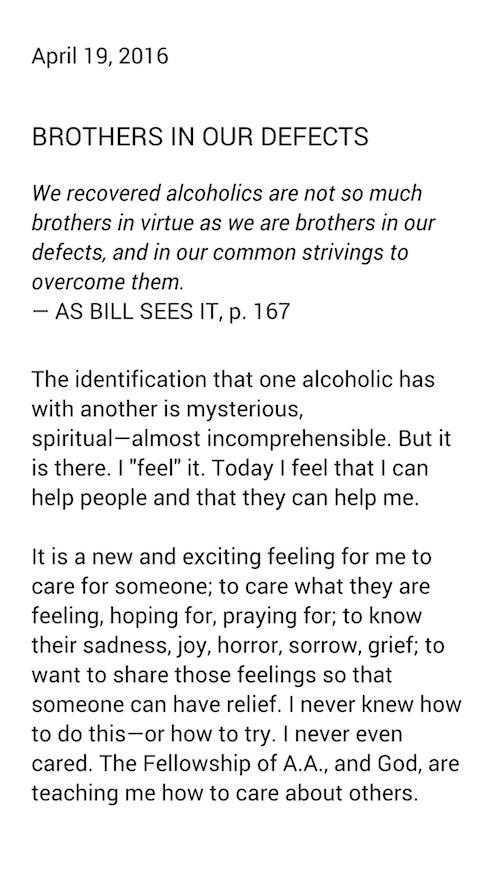 April 19, 2016
BROTHERS IN OUR DEFECTS
We recovered alcoholics are not so much
brothers in virtue as we are brothers in our
defects, and in our common strivings to
overcome them.
— AS BILL SEES IT, p. 167
The identification that one alcoholic has
with another is mysterious,
spiritual—almost incomprehensible. But it
is there. I "feel" it. Today I feel that I can
help people and that they can help me.
It is a new and exciting feeling for me to
care for someone; to care what they are
feeling, hoping for, praying for; to know
their sadness, joy, horror, sorrow, grief; to
want to share those feelings so that
someone can have relief. I never knew how
to do this—or how to try. I never even
cared. The Fellowship of A.A., and God, are
teaching me how to care about others.